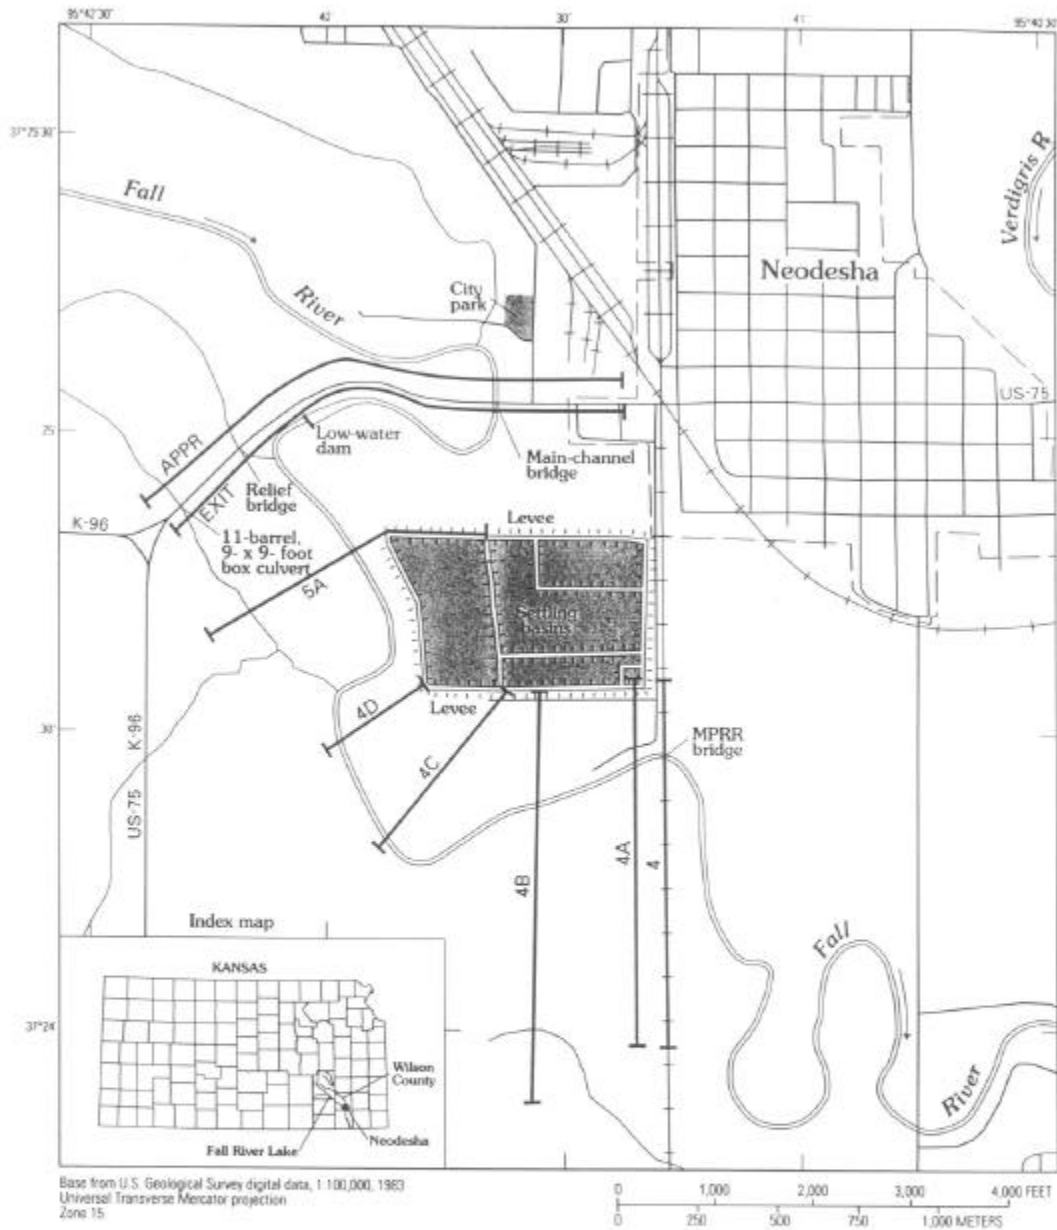 95°42'30"
42'
30"
41'
95°40'30"
37°25'30"
Fall
River
Verdigris R
Neodesha
City
park
US-75
25'
APPR
EXIT
Low-water
dam
Main-channel
bridge
Relief
bridge
K-96
11-barrel,
9- x 9- foot
box culvert
Levee
5A
Settling
basins
4D
Levee
4C
30"
MPRR
bridge
US-75
K-96
4B
4A
4
Index map
Fall
River
KANSAS
37°24'
Wilson
County
Fall River Lake
Neodesha
Base from U.S. Geological Survey digital data, 1:100,000, 1983
Universal Transverse Mercator projection
Zone 15
0 1,000 2,000 3,000 4,000 FEET
0 250 500 750 1,000 METERS